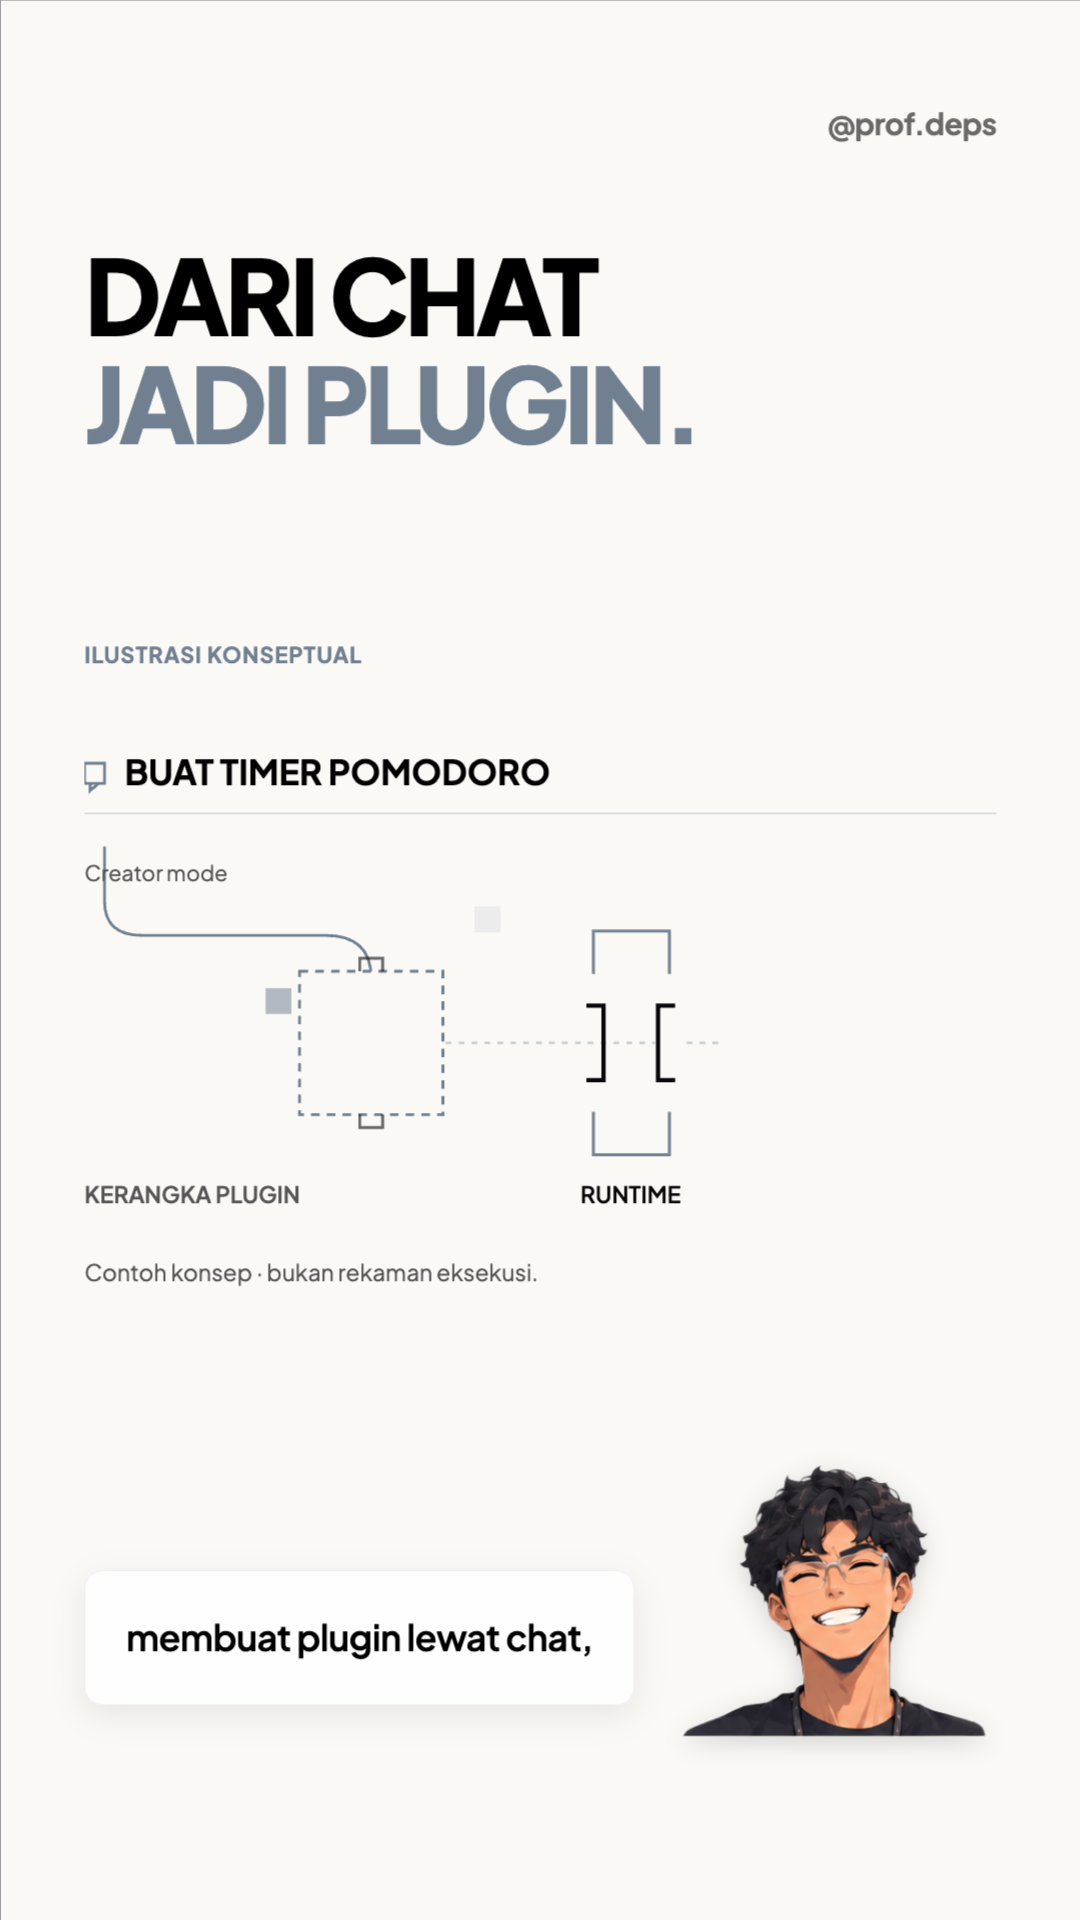 @prof.deps
DARI CHAT
JADI PLUGIN.
ILUSTRASI KONSEPTUAL
BUAT TIMER POMODORO
Creator mode
KERANGKA PLUGIN
RUNTIME
Contoh konsep · bukan rekaman eksekusi.
membuat plugin lewat chat,